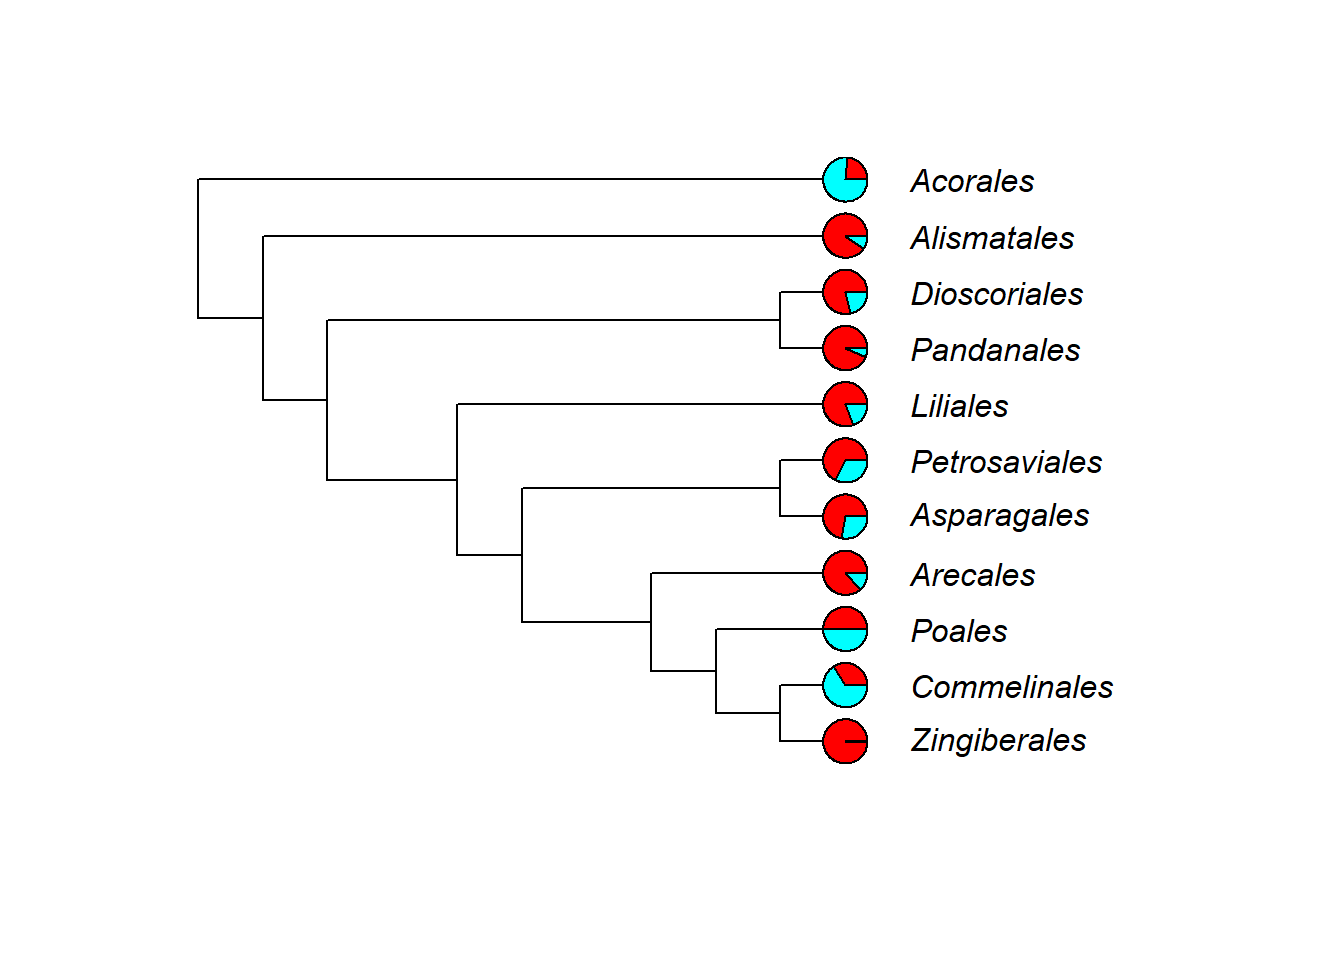 Acorales
Alismatales
Dioscoriales
Pandanales
Liliales
Petrosaviales
Asparagales
Arecales
Poales
Commelinales
Zingiberales